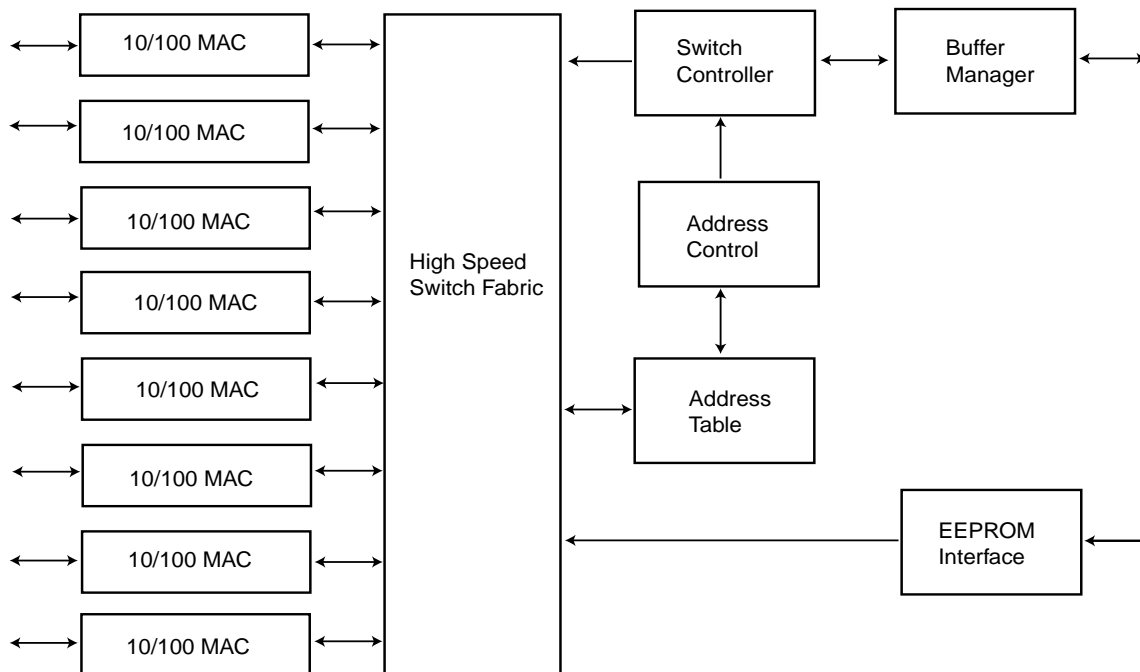 10/100 MAC
10/100 MAC
10/100 MAC
10/100 MAC
10/100 MAC
10/100 MAC
10/100 MAC
10/100 MAC
High Speed
Switch Fabric
Switch
Controller
Buffer
Manager
Address
Control
Address
Table
EEPROM
Interface